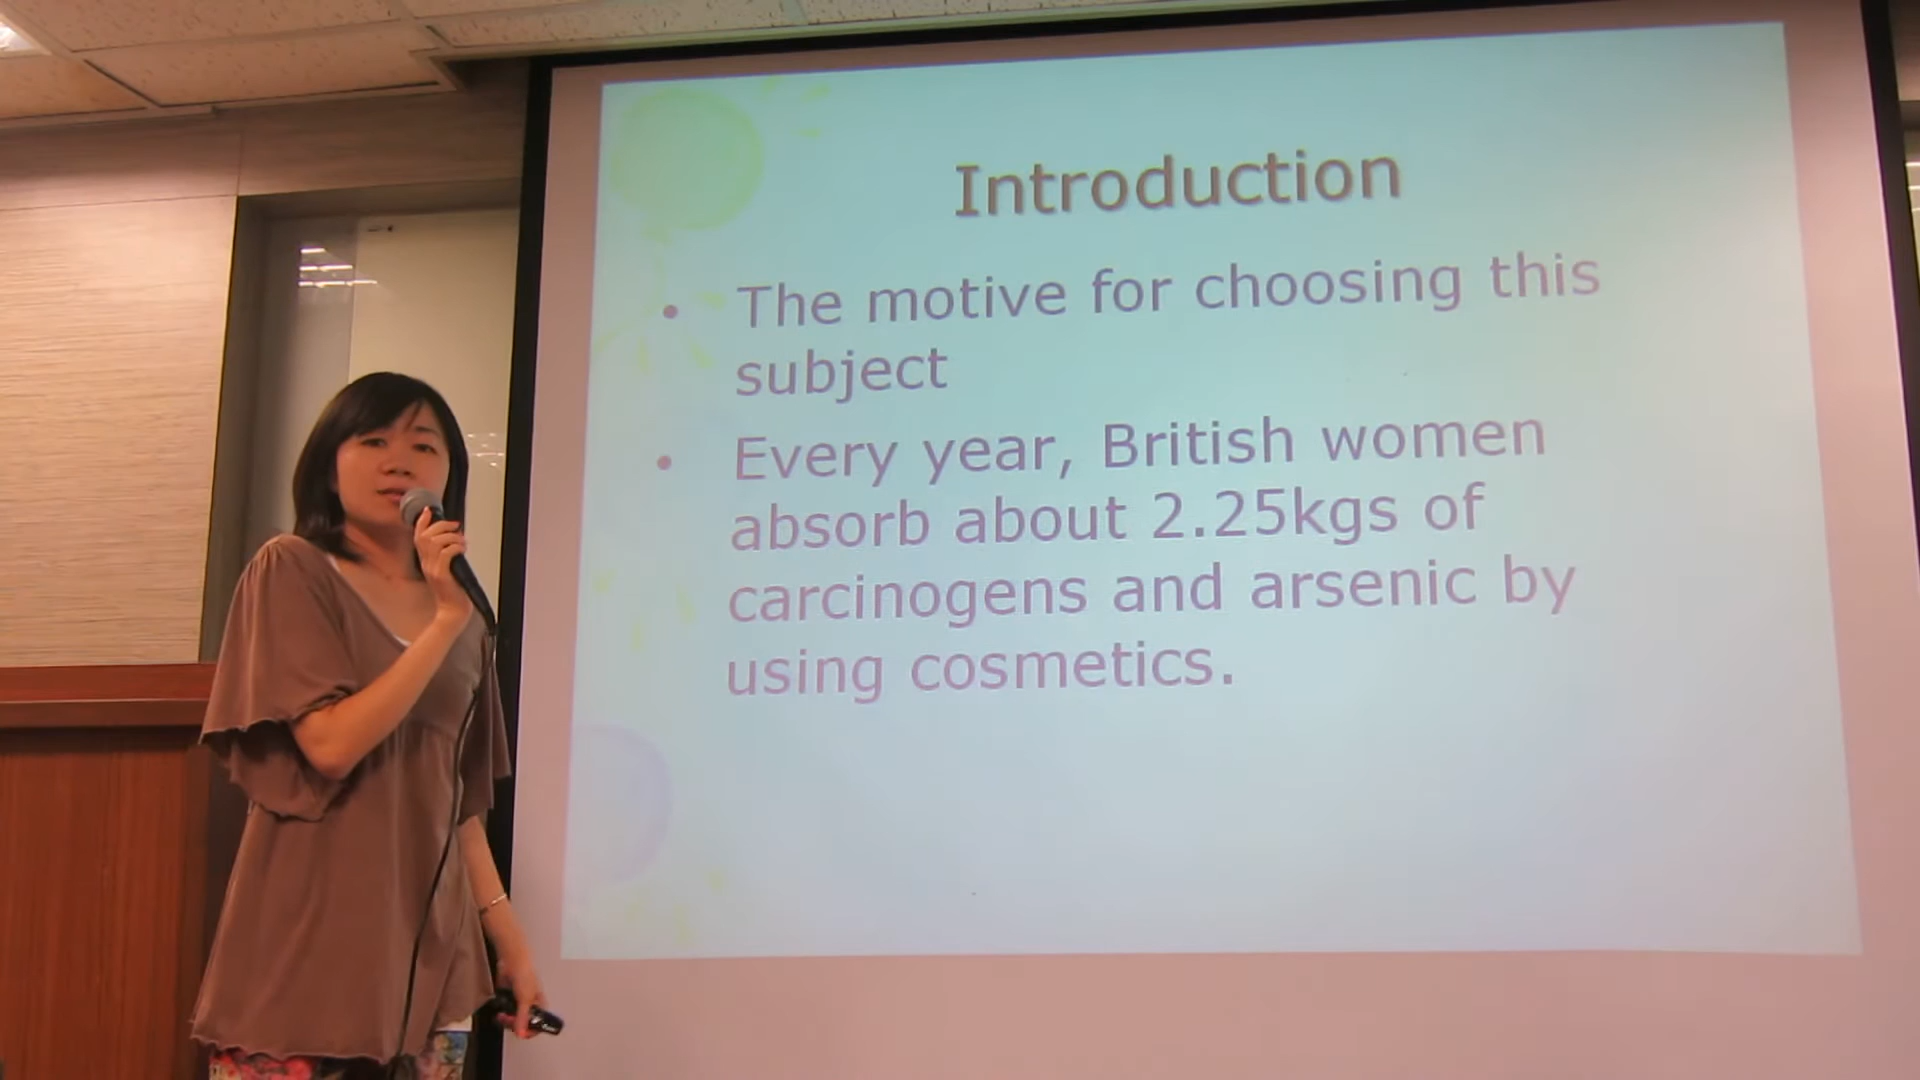 Introduction
• The motive for choosing this
subject
• Every year, British women
absorb about 2.25kgs of
carcinogens and arsenic by
using cosmetics.